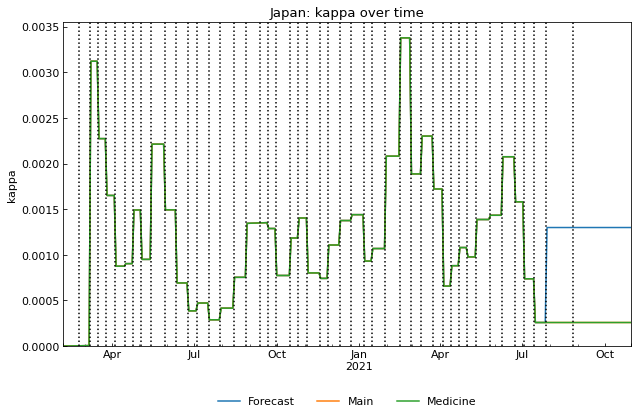 Japan: kappa over time
kappa
0.0035
0.0030
0.0025
0.0020
0.0015
0.0010
0.0005
0.0000
Apr Jul Oct Jan Apr Jul Oct
2021
Forecast Main Medicine